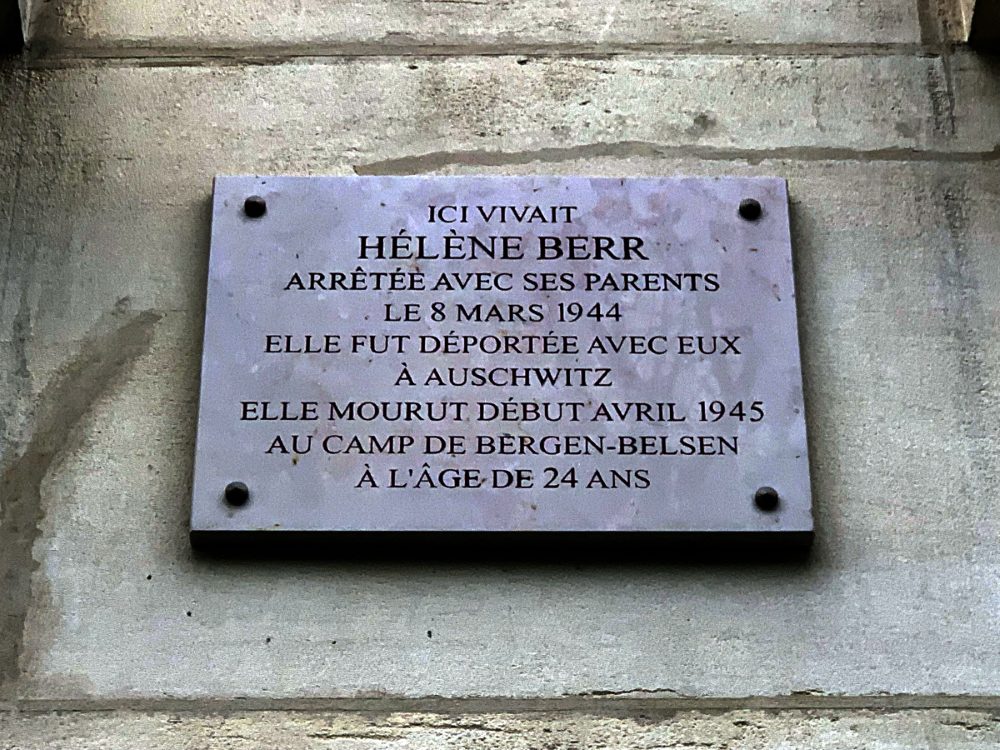 ICI VIVAIT
HÉLÈNE BERR
ARRÊTÉE AVEC SES PARENTS
LE 8 MARS 1944
ELLE FUT DÉPORTÉE AVEC EUX
À AUSCHWITZ
ELLE MOURUT DÉBUT AVRIL 1945
AU CAMP DE BERGEN-BELSEN
À L'ÂGE DE 24 ANS